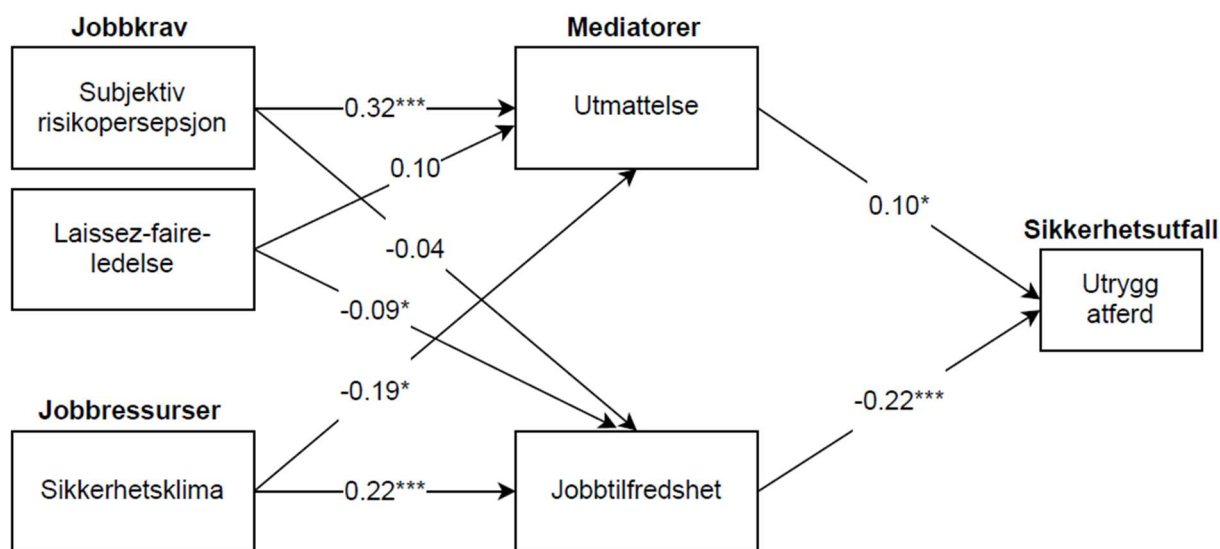 Jobbkrav
Subjektiv
risikopersepsjon
Laissez-faire-
ledelse
Jobbressurser
Sikkerhetsklima
0.32***
0.10
-0.04
-0.09*
-0.19*
0.22***
Mediatorer
Utmattelse
Jobbtilfredshet
0.10*
-0.22***
Sikkerhetsutfall
Utrygg
atferd